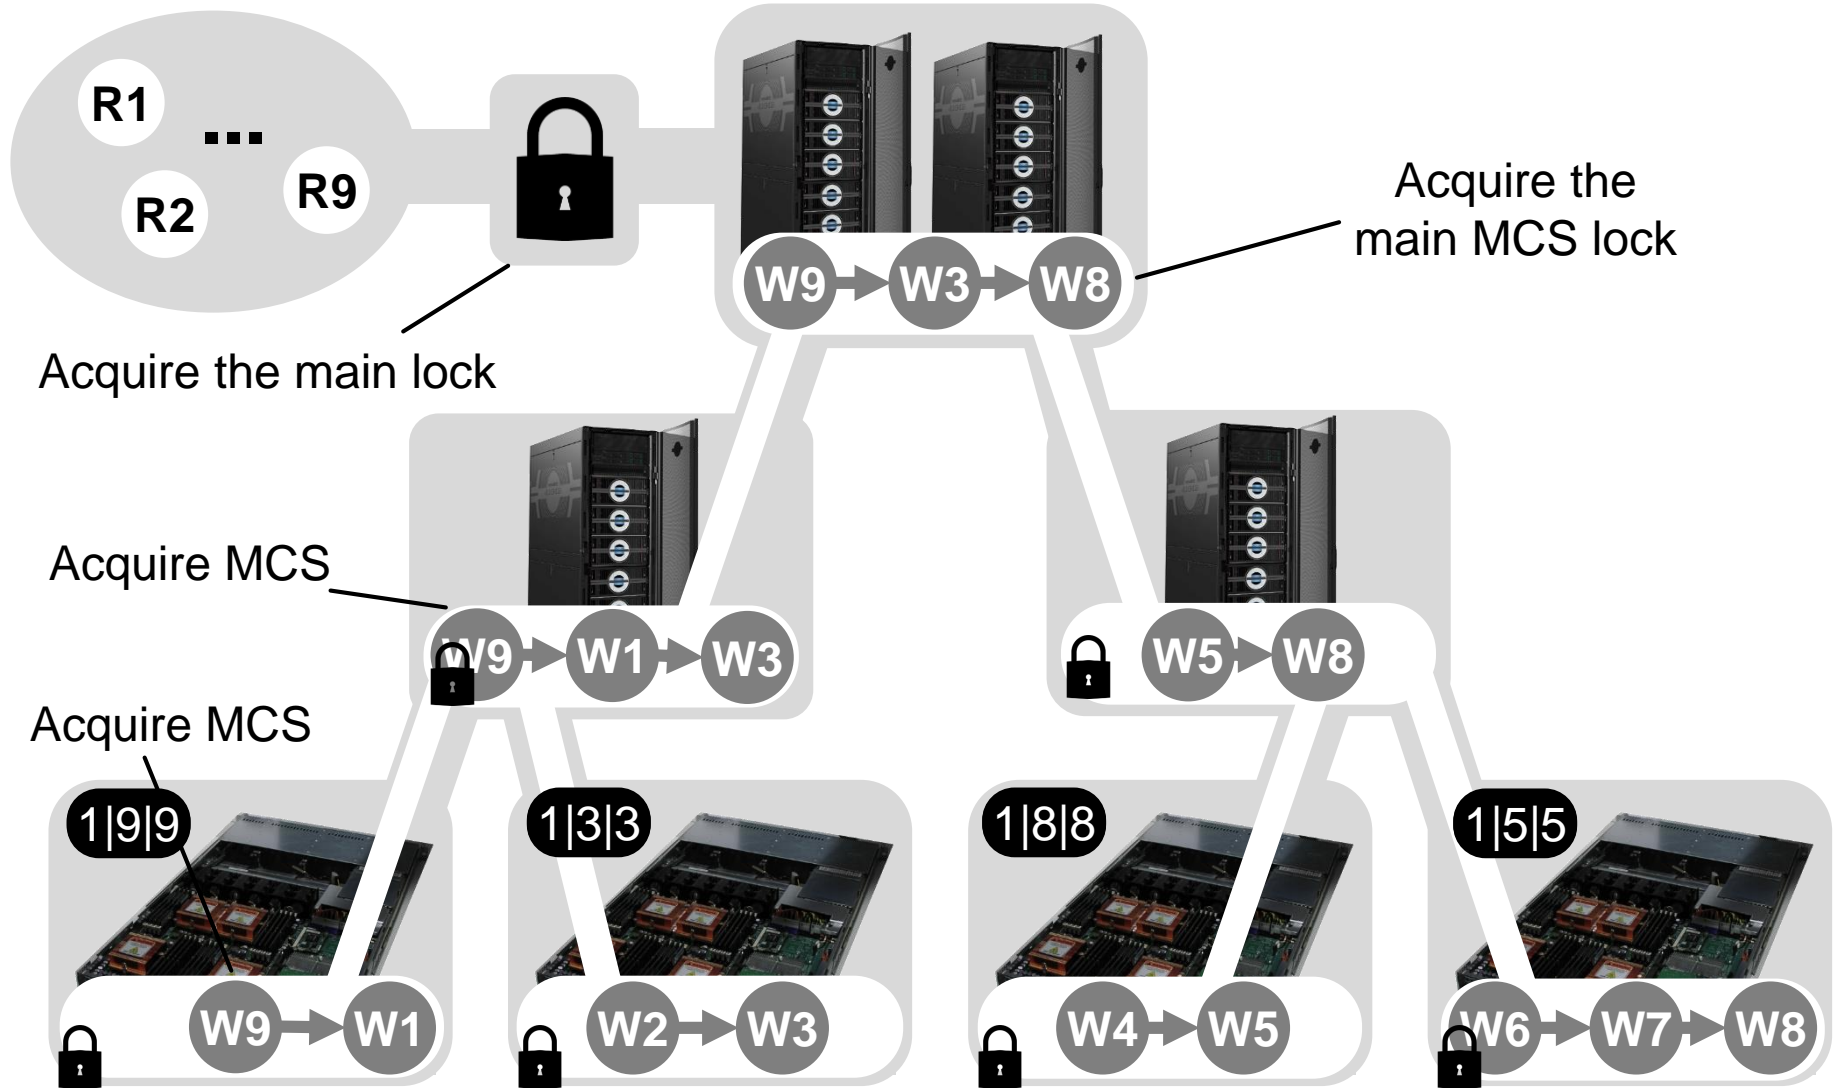 R1
...
R2
R9
Acquire the main lock
Acquire the
main MCS lock
W9 W3 W8
Acquire MCS
W9 W1 W3
W5 W8
Acquire MCS
1|9|9
1|3|3
1|8|8
1|5|5
W9 W1
W2 W3
W4 W5
W6 W7 W8